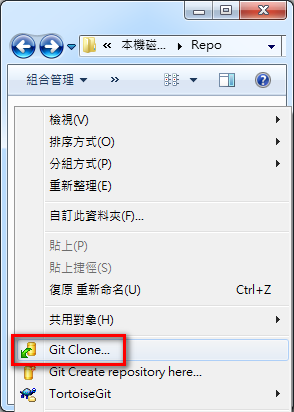 本機磁... Repo
組合管理 »
檢視(V)
排序方式(O)
分組方式(P)
重新整理(E)
自訂此資料夾(F)...
貼上(P)
貼上捷徑(S)
復原 重新命名(U) Ctrl+Z
共用對象(H)
Git Clone...
Git Create repository here...
TortoiseGit